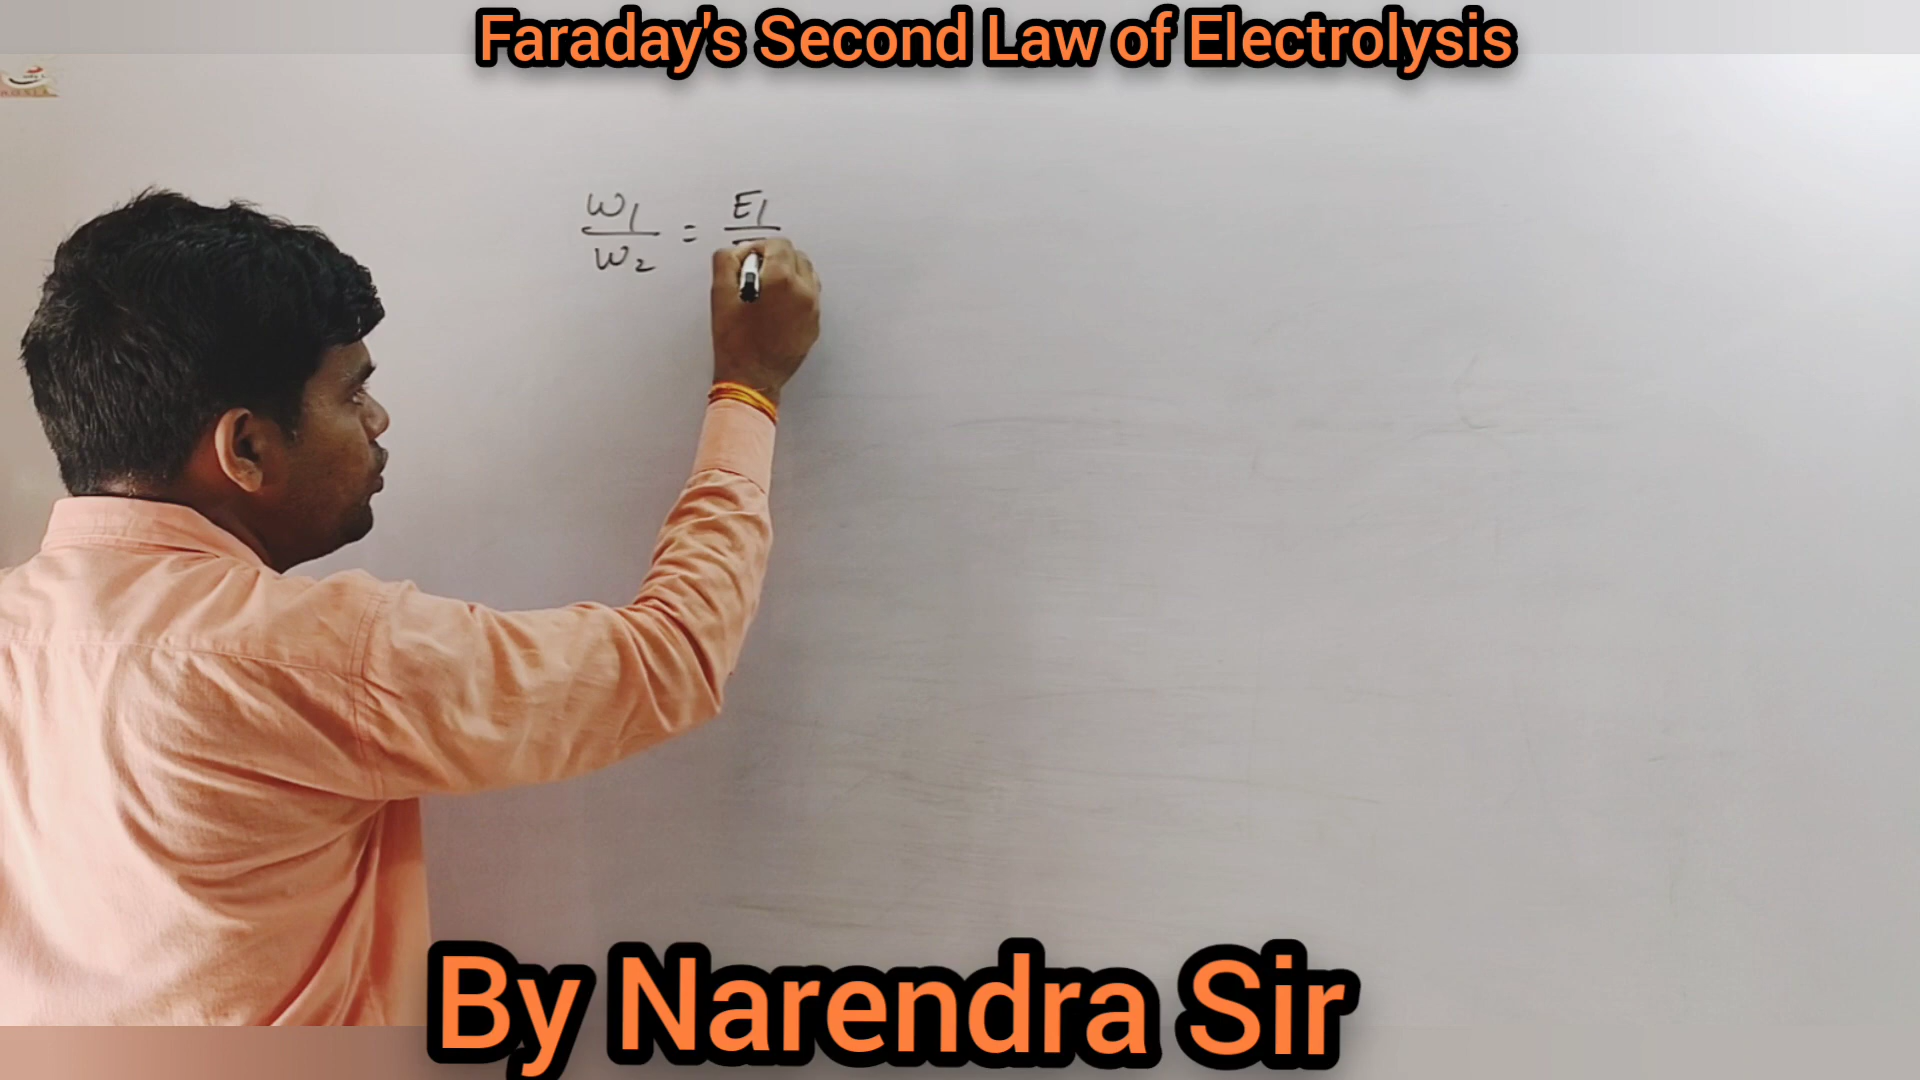 Faraday's Second Law of Electrolysis
W1 = E1
W2
By Narendra Sir